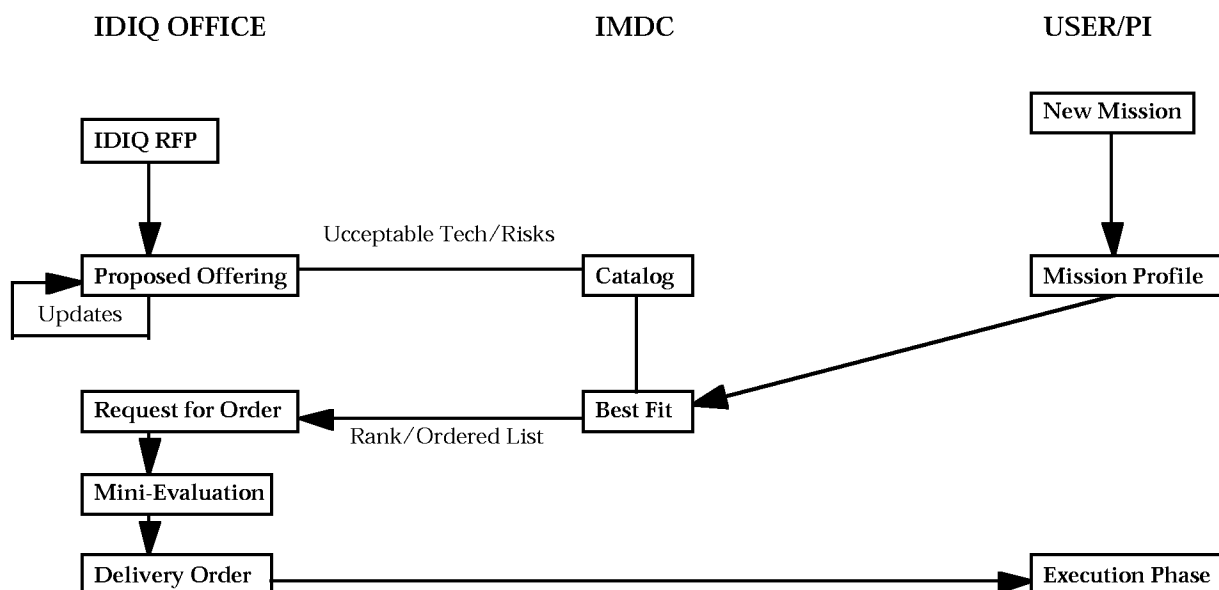 IDIQ OFFICE
IMDC
USER/PI
New Mission
IDIQ RFP
Ucceptable Tech/Risks
Proposed Offering
Catalog
Mission Profile
Updates
Request for Order
Best Fit
Rank/Ordered List
Mini-Evaluation
Delivery Order
Execution Phase